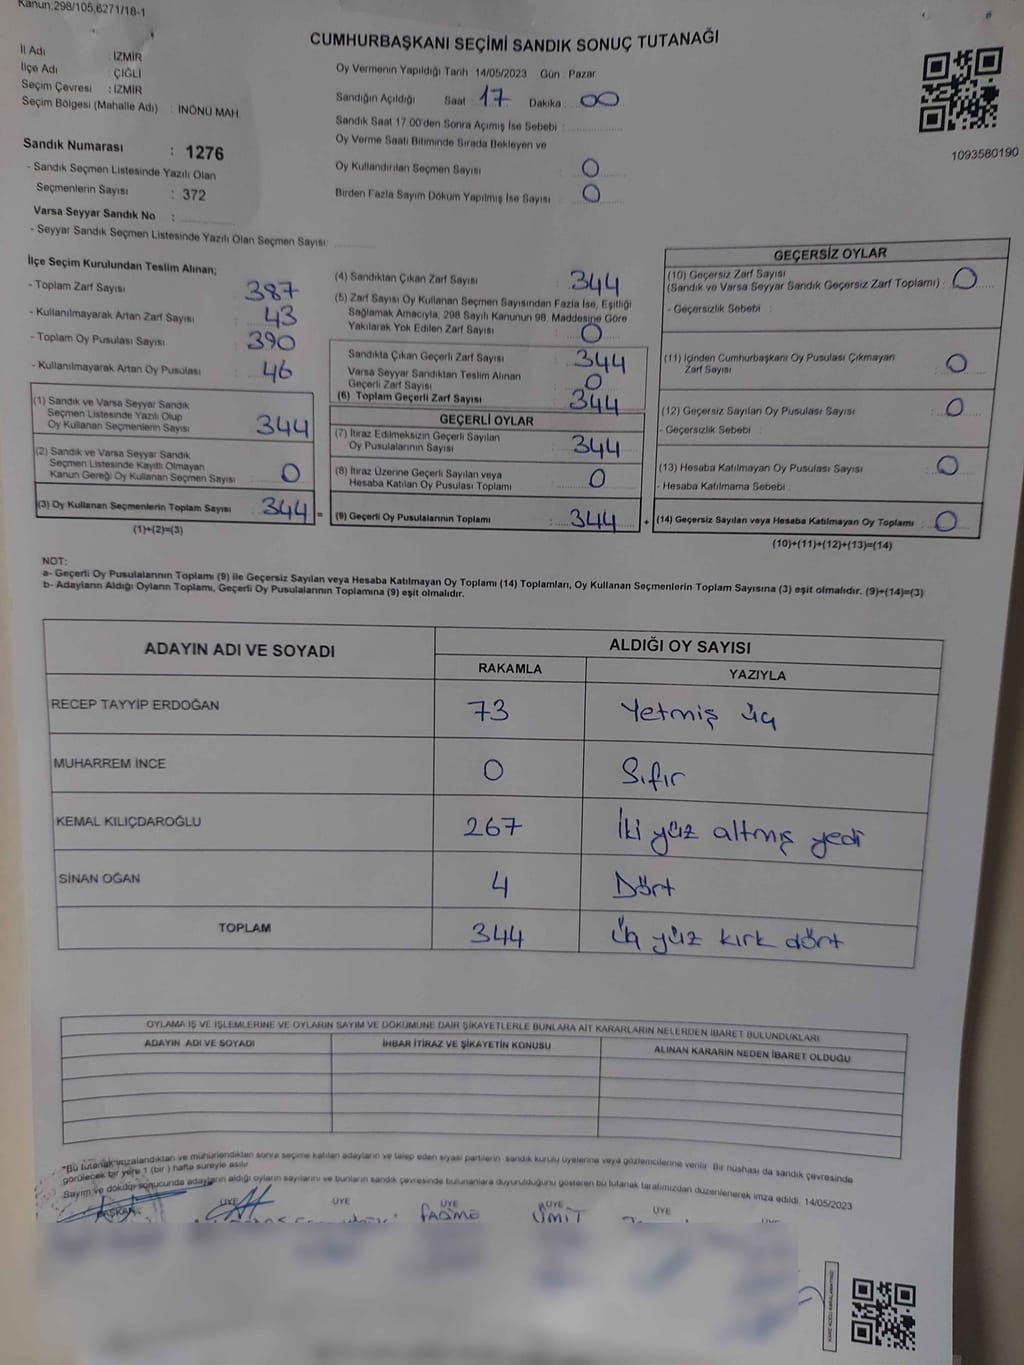 Kanun,298/105,6271/18-1
CUMHURBAŞKANI SEÇİMİ SANDIK SONUÇ TUTANAĞI
İl Adı : İZMİR
İlçe Adı : ÇİĞLİ
Seçim Çevresi : İZMİR
Seçim Bölgesi (Mahalle Adı) : İNÖNÜ MAH.
Oy Vermenin Yapıldığı Tarih 14/05/2023 Gün : Pazar
Sandığın Açıldığı Saat : 17 Dakika : 00
Sandık Saat 17.00'den Sonra Açımış İse Sebebi :
Oy Verme Saati Bitiminde Sırada Bekleyen ve
Oy Kullandırılan Seçmen Sayısı : 0
Birden Fazla Sayım Döküm Yapılmış İse Sayısı : 0
1093580190
Sandık Numarası : 1276
- Sandık Seçmen Listesinde Yazılı Olan
Seçmenlerin Sayısı : 372
Varsa Seyyar Sandık No :
- Seyyar Sandık Seçmen Listesinde Yazılı Olan Seçmen Sayısı:
İlçe Seçim Kurulundan Teslim Alınan;
- Toplam Zarf Sayısı : 387
- Kullanılmayarak Artan Zarf Sayısı : 43
- Toplam Oy Pusulası Sayısı : 390
- Kullanılmayarak Artan Oy Pusulası : 46
(1) Sandık ve Varsa Seyyar Sandık
Seçmen Listesinde Yazılı Olup
Oy Kullanan Seçmenlerin Sayısı : 344
(2) Sandık ve Varsa Seyyar Sandık
Seçmen Listesinde Kayıtlı Olmayan
Kanun Gereği Oy Kullanan Seçmen Sayısı : 0
(3) Oy Kullanan Seçmenlerin Toplam Sayısı : 344 =
(1)+(2)=(3)
(4) Sandıktan Çıkan Zarf Sayısı : 344
(5) Zarf Sayısı Oy Kullanan Seçmen Sayısından Fazla İse, Eşitliği
Sağlamak Amacıyla, 298 Sayılı Kanunun 98. Maddesine Göre
Yakılarak Yok Edilen Zarf Sayısı : 0
Sandıkta Çıkan Geçerli Zarf Sayısı : 344
Varsa Seyyar Sandıktan Teslim Alınan
Geçerli Zarf Sayısı : 0
(6) Toplam Geçerli Zarf Sayısı : 344
GEÇERLİ OYLAR
(7) İtiraz Edilmeksizin Geçerli Sayılan
Oy Pusulalarının Sayısı : 344
(8) İtiraz Üzerine Geçerli Sayılan veya
Hesaba Katılan Oy Pusulası Toplamı : 0
(9) Geçerli Oy Pusulalarının Toplamı : 344 +
GEÇERSİZ OYLAR
(10) Geçersiz Zarf Sayısı
(Sandık ve Varsa Seyyar Sandık Geçersiz Zarf Toplamı) : 0
- Geçersizlik Sebebi :
(11) İçinden Cumhurbaşkanı Oy Pusulası Çıkmayan
Zarf Sayısı : 0
(12) Geçersiz Sayılan Oy Pusulası Sayısı : 0
- Geçersizlik Sebebi :
(13) Hesaba Katılmayan Oy Pusulası Sayısı : 0
- Hesaba Katılmama Sebebi :
(14) Geçersiz Sayılan veya Hesaba Katılmayan Oy Toplamı : 0
(10)+(11)+(12)+(13)=(14)
NOT:
a- Geçerli Oy Pusulalarının Toplamı (9) ile Geçersiz Sayılan veya Hesaba Katılmayan Oy Toplamı (14) Toplamları, Oy Kullanan Seçmenlerin Toplam Sayısına (3) eşit olmalıdır. (9)+(14)=(3)
b- Adayların Aldığı Oyların Toplamı, Geçerli Oy Pusulalarının Toplamına (9) eşit olmalıdır.
ADAYIN ADI VE SOYADI ALDIĞI OY SAYISI
RAKAMLA YAZIYLA
RECEP TAYYİP ERDOĞAN 73 Yetmiş üç
MUHARREM İNCE 0 Sıfır
KEMAL KILIÇDAROĞLU 267 İki yüz altmış yedi
SİNAN OĞAN 4 Dört
TOPLAM 344 üç yüz kırk dört
OYLAMA İŞ VE İŞLEMLERİNE VE OYLARIN SAYIM VE DÖKÜMÜNE DAİR ŞİKAYETLERLE BUNLARA AİT KARARLARIN NELERDEN İBARET BULUNDUKLARI
ADAYIN ADI VE SOYADI İHBAR İTİRAZ VE ŞİKAYETİN KONUSU ALINAN KARARIN NEDEN İBARET OLDUĞU
*Bu tutanak imzalandıktan ve mühürlendikten sonra seçime katılan adayların ve talep eden siyasi partilerin sandık kurulu üyelerine veya gözlemcilerine verilir. Bir nüshası da sandık çevresinde
görülecek bir yere 1 (bir) hafta süreyle asılır.
Sayım ve döküm sonucunda adayların aldığı oyların sayılarını ve bunların sandık çevresinde bulunanlara duyurulduğunu gösteren bu tutanak tarafımızdan düzenlenerek imza edildi. 14/05/2023
BAŞKAN ÜYE ÜYE ÜYE ÜYE ÜYE ÜYE
FADİME ÜMİT